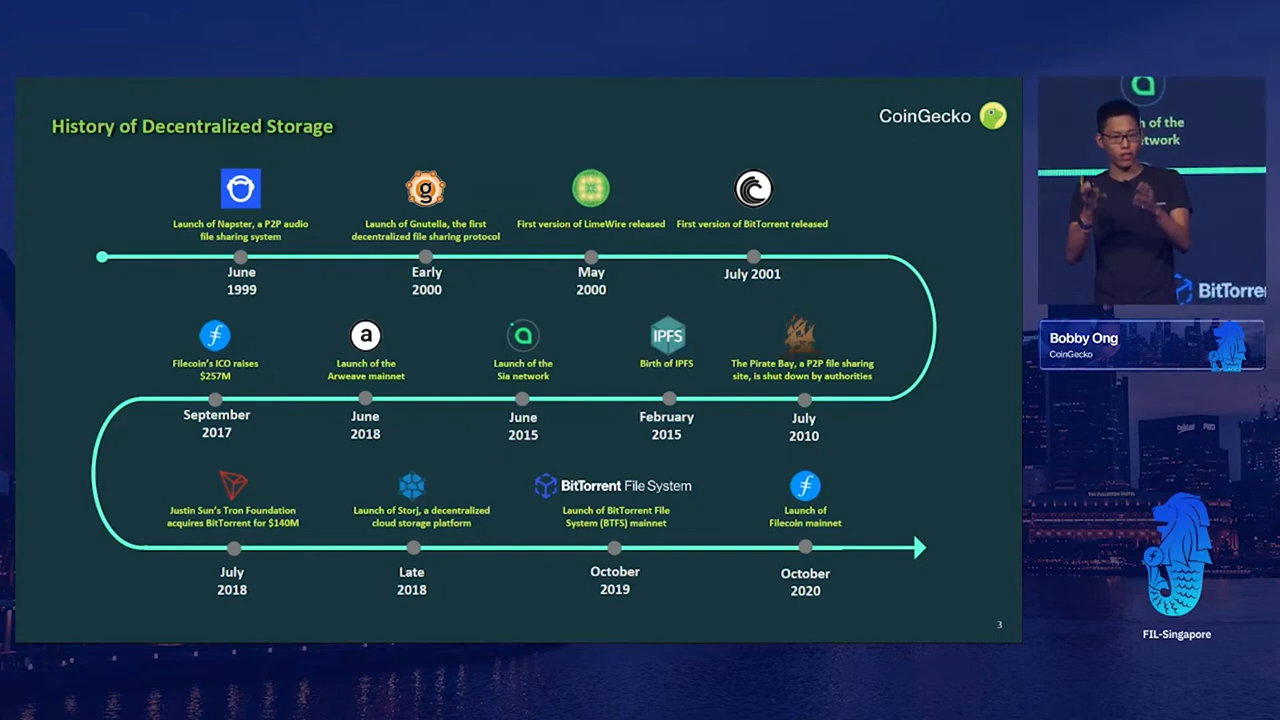 History of Decentralized Storage
CoinGecko
Launch of Napster, a P2P audio
file sharing system
June
1999
Launch of Gnutella, the first
decentralized file sharing protocol
Early
2000
First version of LimeWire released
May
2000
First version of BitTorrent released
July 2001
Filecoin's ICO raises
$257M
September
2017
Launch of the
Arweave mainnet
June
2018
Launch of the
Sia network
June
2015
IPFS
Birth of IPFS
February
2015
The Pirate Bay, a P2P file sharing
site, is shut down by authorities
July
2010
Justin Sun's Tron Foundation
acquires BitTorrent for $140M
July
2018
Launch of Storj, a decentralized
cloud storage platform
Late
2018
BitTorrent File System
Launch of BitTorrent File
System (BTFS) mainnet
October
2019
Launch of
Filecoin mainnet
October
2020
3
h of the
twork
BitTorre
Bobby Ong
CoinGecko
FIL-Singapore